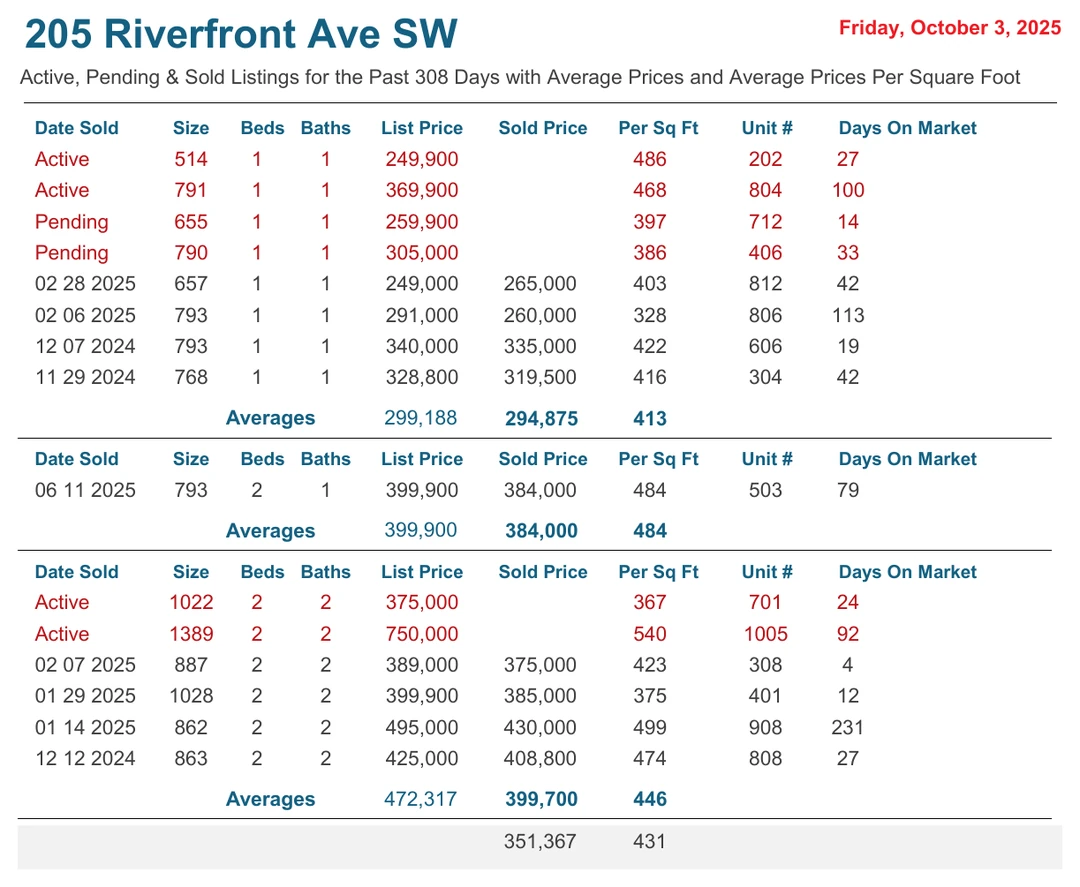 205 Riverfront Ave SW
Friday, October 3, 2025
Active, Pending & Sold Listings for the Past 308 Days with Average Prices and Average Prices Per Square Foot
Date Sold Size Beds Baths List Price Sold Price Per Sq Ft Unit # Days On Market
Active 514 1 1 249,900 486 202 27
Active 791 1 1 369,900 468 804 100
Pending 655 1 1 259,900 397 712 14
Pending 790 1 1 305,000 386 406 33
02 28 2025 657 1 1 249,000 265,000 403 812 42
02 06 2025 793 1 1 291,000 260,000 328 806 113
12 07 2024 793 1 1 340,000 335,000 422 606 19
11 29 2024 768 1 1 328,800 319,500 416 304 42
Averages 299,188 294,875 413
Date Sold Size Beds Baths List Price Sold Price Per Sq Ft Unit # Days On Market
06 11 2025 793 2 1 399,900 384,000 484 503 79
Averages 399,900 384,000 484
Date Sold Size Beds Baths List Price Sold Price Per Sq Ft Unit # Days On Market
Active 1022 2 2 375,000 367 701 24
Active 1389 2 2 750,000 540 1005 92
02 07 2025 887 2 2 389,000 375,000 423 308 4
01 29 2025 1028 2 2 399,900 385,000 375 401 12
01 14 2025 862 2 2 495,000 430,000 499 908 231
12 12 2024 863 2 2 425,000 408,800 474 808 27
Averages 472,317 399,700 446
351,367 431